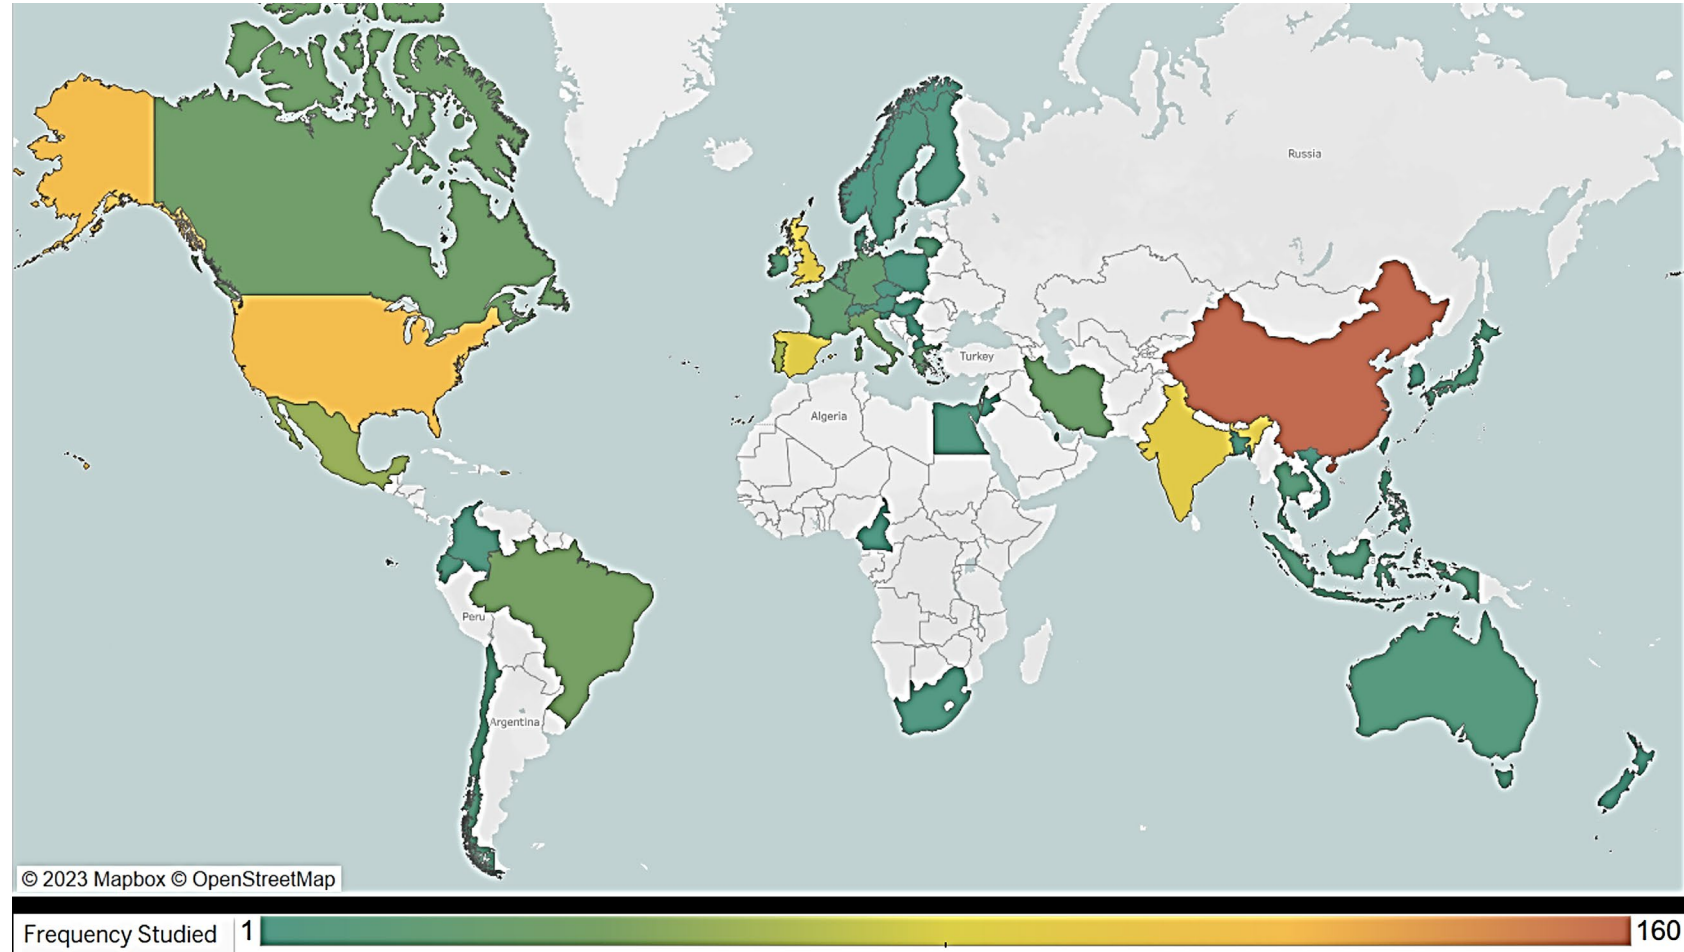 Russia
Turkey
Algeria
Peru
Argentina
© 2023 Mapbox © OpenStreetMap
Frequency Studied 1 160